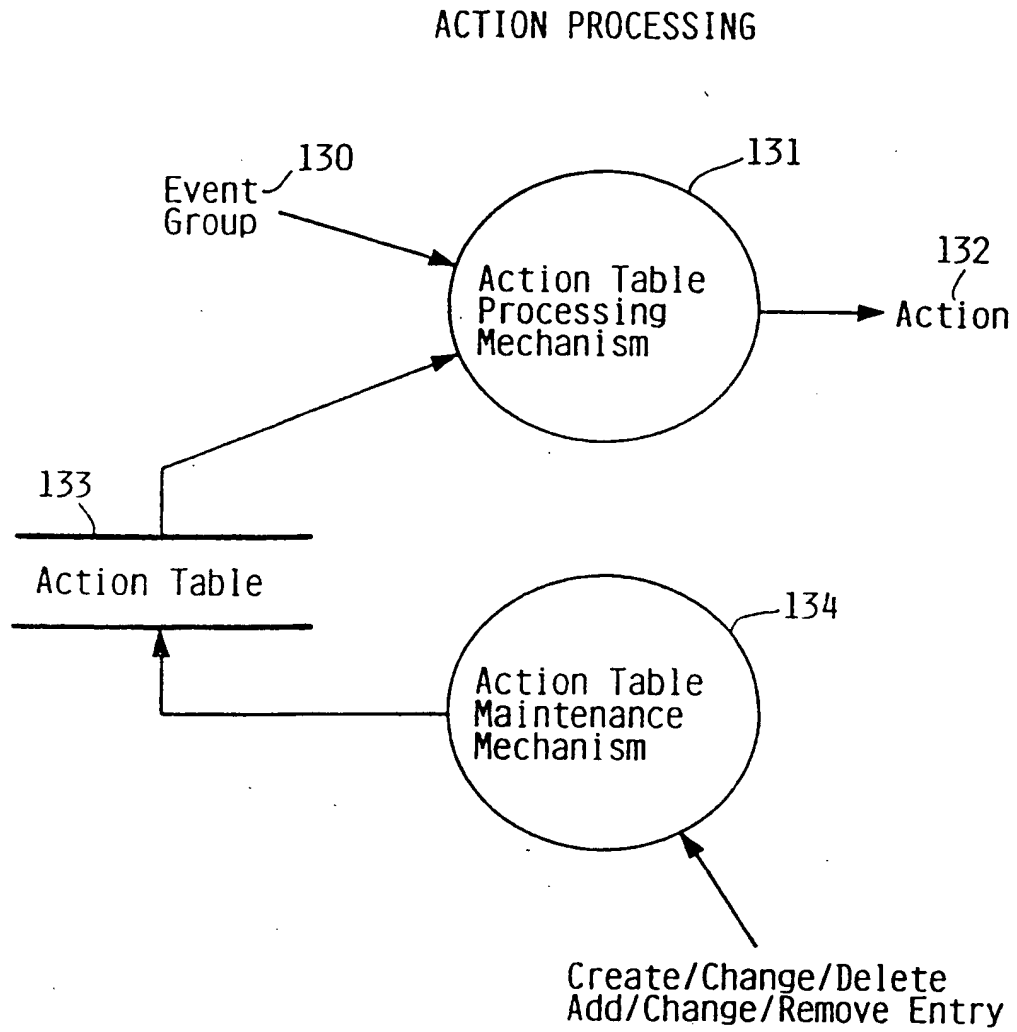 ACTION PROCESSING
130
Event
Group
131
Action Table
Processing
Mechanism
132
Action
133
Action Table
134
Action Table
Maintenance
Mechanism
Create/Change/Delete
Add/Change/Remove Entry